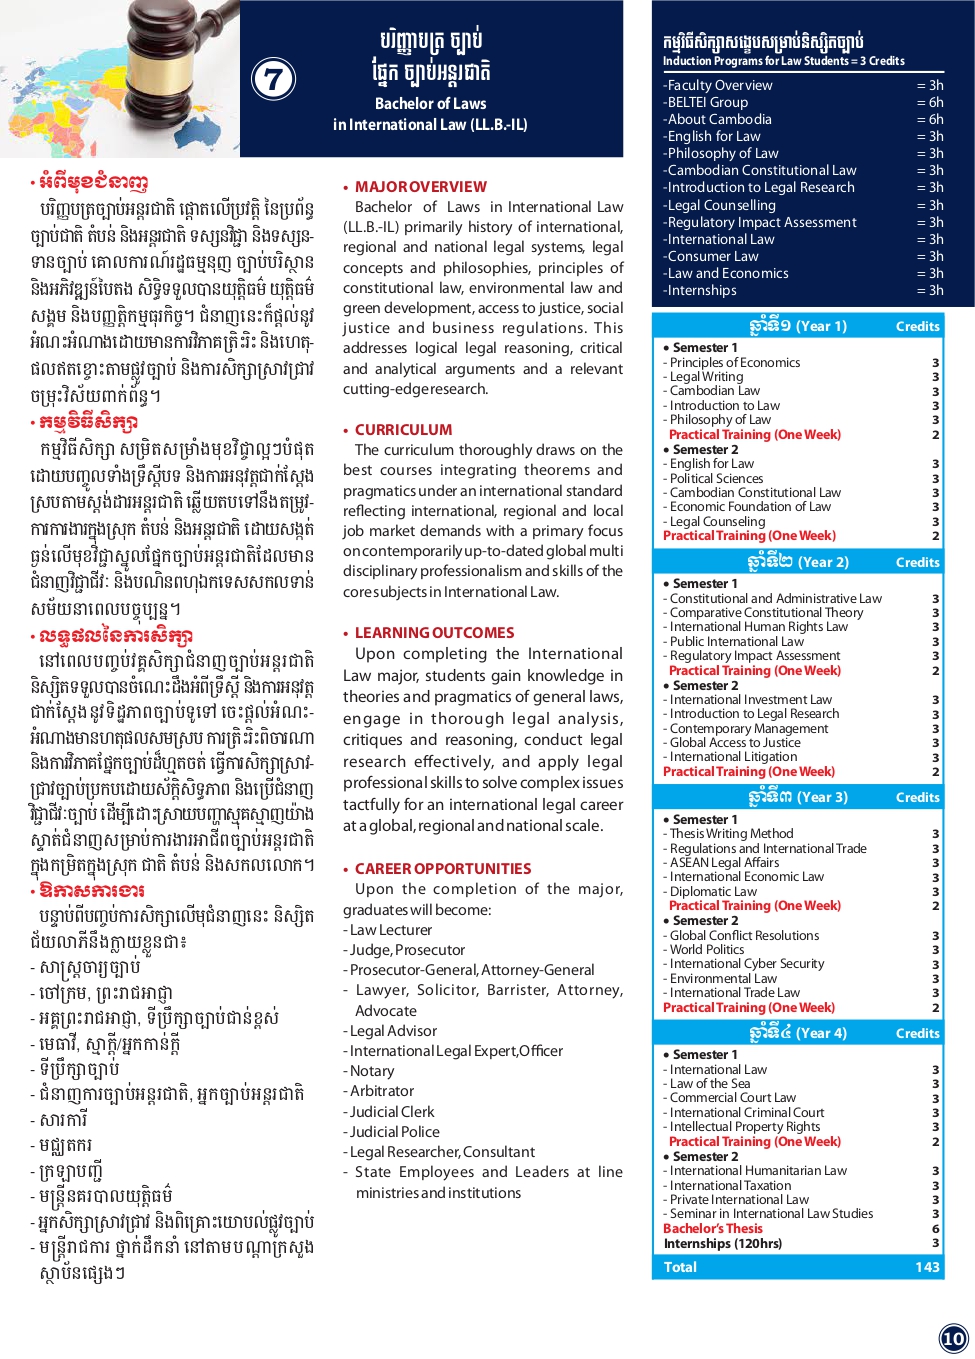 7
បរិញ្ញាបត្រ ច្បាប់
ផ្នែក ច្បាប់អន្តរជាតិ
Bachelor of Laws
in International Law (LL.B.-IL)
• អំពីមុខជំនាញ
បរិញ្ញបត្រច្បាប់អន្តរជាតិ ផ្តោតលើប្រវត្តិ នៃប្រព័ន្ធ
ច្បាប់ជាតិ តំបន់ និងអន្តរជាតិ ទស្សនវិជ្ជា និងទស្សន-
ទានច្បាប់ គោលការណ៍រដ្ឋធម្មនុញ្ញ ច្បាប់បរិស្ថាន
និងអភិវឌ្ឍន៍បៃតង សិទ្ធិទទួលបានយុត្តិធម៌ យុត្តិធម៌
សង្គម និងបញ្ញត្តិកម្មធុរកិច្ច។ ជំនាញនេះក៏ផ្តល់នូវ
អំណះអំណាងដោយមានការវិភាគត្រិះរិះ និងហេតុ-
ផលឥតខ្ចោះតាមផ្លូវច្បាប់ និងការសិក្សាស្រាវជ្រាវ
ចម្រុះវិស័យពាក់ព័ន្ធ។
• កម្មវិធីសិក្សា
កម្មវិធីសិក្សា សម្រិតសម្រាំងមុខវិជ្ជាល្អៗបំផុត
ដោយបញ្ចូលទាំងទ្រឹស្តីបទ និងការអនុវត្តជាក់ស្តែង
ស្របតាមស្តង់ដារអន្តរជាតិ ឆ្លើយតបទៅនឹងតម្រូវ-
ការការងារក្នុងស្រុក តំបន់ និងអន្តរជាតិ ដោយសង្កត់
ធ្ងន់លើមុខវិជ្ជាស្នូលផ្នែកច្បាប់អន្តរជាតិដែលមាន
ជំនាញវិជ្ជាជីវៈ និងបណិនពហុឯកទេសសកលទាន់
សម័យនាពេលបច្ចុប្បន្ន។
• លទ្ធផលនៃការសិក្សា
នៅពេលបញ្ចប់វគ្គសិក្សាជំនាញច្បាប់អន្តរជាតិ
និស្សិតទទួលបានចំណេះដឹងអំពីទ្រឹស្តី និងការអនុវត្ត
ជាក់ស្តែង នូវទិដ្ឋភាពច្បាប់ទូទៅ ចេះផ្តល់អំណះ-
អំណាងមានហតុផលសមស្រប ការត្រិះរិះពិចារណា
និងការវិភាគផ្នែកច្បាប់ដ៏ហ្មត់ចត់ ធ្វើការសិក្សាស្រាវ-
ជ្រាវច្បាប់ប្រកបដោយស័ក្តិសិទ្ធភាព និងប្រើជំនាញ
វិជ្ជាជីវៈច្បាប់ ដើម្បីដោះស្រាយបញ្ហាស្មុគស្មាញយ៉ាង
ស្ទាត់ជំនាញសម្រាប់ការងារអាជីពច្បាប់អន្តរជាតិ
ក្នុងកម្រិតក្នុងស្រុក ជាតិ តំបន់ និងសកលលោក។
• ឱកាសការងារ
បន្ទាប់ពីបញ្ចប់ការសិក្សាលើមុជំនាញនេះ និស្សិត
ជ័យលាភីនឹងក្លាយខ្លួនជា៖
- សាស្ត្រចារ្យច្បាប់
- ចៅក្រម, ព្រះរាជអាជ្ញា
- អគ្គព្រះរាជអាជ្ញា, ទីប្រឹក្សាច្បាប់ជាន់ខ្ពស់
- មេធាវី, ស្មាក្តី/អ្នកកាន់ក្តី
- ទីប្រឹក្សាច្បាប់
- ជំនាញការច្បាប់អន្តរជាតិ, អ្នកច្បាប់អន្តរជាតិ
- សារការី
- មជ្ឈតករ
- ក្រឡាបញ្ជី
- មន្ត្រីនគរបាលយុត្តិធម៌
- អ្នកសិក្សាស្រាវជ្រាវ និងពិគ្រោះយោបល់ផ្លូវច្បាប់
- មន្ត្រីរាជការ ថ្នាក់ដឹកនាំ នៅតាមបណ្តាក្រសួង
ស្ថាប័នផ្សេងៗ
• MAJOR OVERVIEW
Bachelor of Laws in International Law
(LL.B.-IL) primarily history of international,
regional and national legal systems, legal
concepts and philosophies, principles of
constitutional law, environmental law and
green development, access to justice, social
justice and business regulations. This
addresses logical legal reasoning, critical
and analytical arguments and a relevant
cutting-edge research.
• CURRICULUM
The curriculum thoroughly draws on the
best courses integrating theorems and
pragmatics under an international standard
reflecting international, regional and local
job market demands with a primary focus
on contemporarily up-to-dated global multi
disciplinary professionalism and skills of the
core subjects in International Law.
• LEARNING OUTCOMES
Upon completing the International
Law major, students gain knowledge in
theories and pragmatics of general laws,
engage in thorough legal analysis,
critiques and reasoning, conduct legal
research effectively, and apply legal
professional skills to solve complex issues
tactfully for an international legal career
at a global, regional and national scale.
• CAREER OPPORTUNITIES
Upon the completion of the major,
graduates will become:
- Law Lecturer
- Judge, Prosecutor
- Prosecutor-General, Attorney-General
- Lawyer, Solicitor, Barrister, Attorney,
Advocate
- Legal Advisor
- International Legal Expert,Officer
- Notary
- Arbitrator
- Judicial Clerk
- Judicial Police
- Legal Researcher, Consultant
- State Employees and Leaders at line
ministries and institutions
កម្មវិធីសិក្សាសង្ខេបសម្រាប់និស្សិតច្បាប់
Induction Programs for Law Students = 3 Credits
-Faculty Overview = 3h
-BELTEI Group = 6h
-About Cambodia = 6h
-English for Law = 3h
-Philosophy of Law = 3h
-Cambodian Constitutional Law = 3h
-Introduction to Legal Research = 3h
-Legal Counselling = 3h
-Regulatory Impact Assessment = 3h
-International Law = 3h
-Consumer Law = 3h
-Law and Economics = 3h
-Internships = 3h
ឆ្នាំទី១ (Year 1) Credits
• Semester 1
- Principles of Economics 3
- Legal Writing 3
- Cambodian Law 3
- Introduction to Law 3
- Philosophy of Law 3
Practical Training (One Week) 2
• Semester 2
- English for Law 3
- Political Sciences 3
- Cambodian Constitutional Law 3
- Economic Foundation of Law 3
- Legal Counseling 3
Practical Training (One Week) 2
ឆ្នាំទី២ (Year 2) Credits
• Semester 1
- Constitutional and Administrative Law 3
- Comparative Constitutional Theory 3
- International Human Rights Law 3
- Public International Law 3
- Regulatory Impact Assessment 3
Practical Training (One Week) 2
• Semester 2
- International Investment Law 3
- Introduction to Legal Research 3
- Contemporary Management 3
- Global Access to Justice 3
- International Litigation 3
Practical Training (One Week) 2
ឆ្នាំទី៣ (Year 3) Credits
• Semester 1
- Thesis Writing Method 3
- Regulations and International Trade 3
- ASEAN Legal Affairs 3
- International Economic Law 3
- Diplomatic Law 3
Practical Training (One Week) 2
• Semester 2
- Global Conflict Resolutions 3
- World Politics 3
- International Cyber Security 3
- Environmental Law 3
- International Trade Law 3
Practical Training (One Week) 2
ឆ្នាំទី៤ (Year 4) Credits
• Semester 1
- International Law 3
- Law of the Sea 3
- Commercial Court Law 3
- International Criminal Court 3
- Intellectual Property Rights 3
Practical Training (One Week) 2
• Semester 2
- International Humanitarian Law 3
- International Taxation 3
- Private International Law 3
- Seminar in International Law Studies 3
Bachelor's Thesis 6
Internships (120hrs) 3
Total 143
10